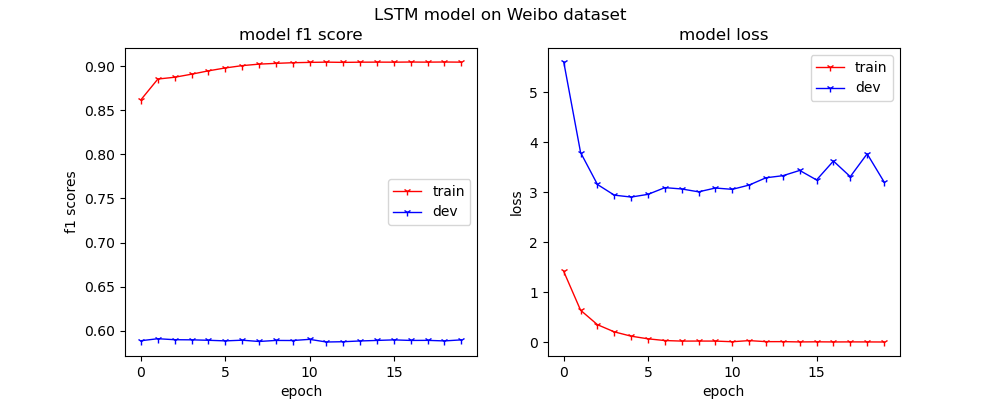 LSTM model on Weibo dataset
model f1 score
0.90
0.85
0.80
0.75
0.70
0.65
0.60
f1 scores
train
dev
0 5 10 15
epoch
model loss
5
4
3
2
1
0
loss
train
dev
0 5 10 15
epoch